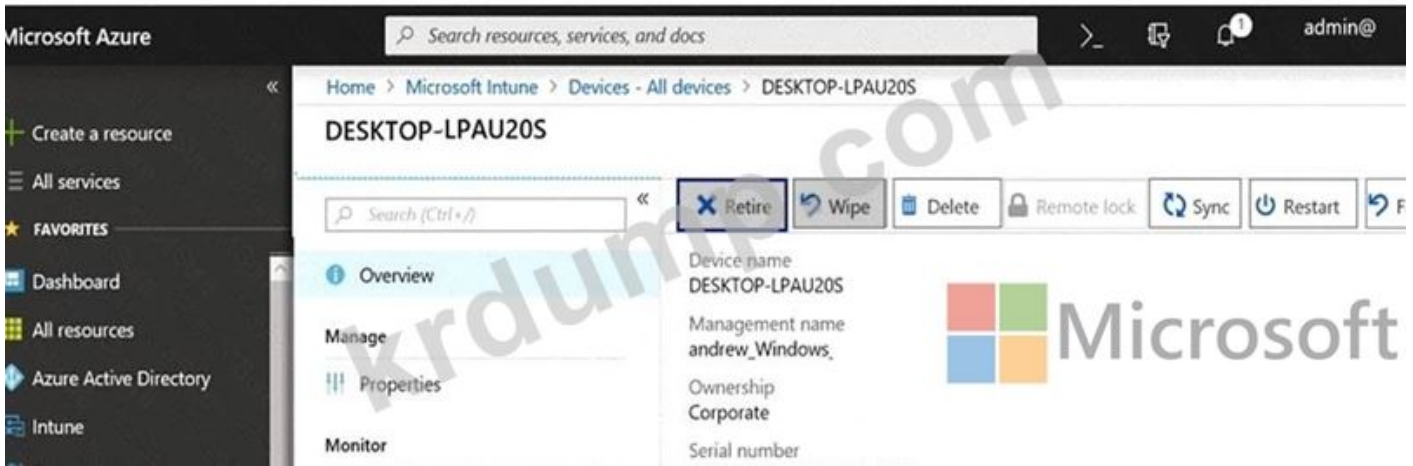 Microsoft Azure
Search resources, services, and docs
>_
1
admin@
«
Home > Microsoft Intune > Devices - All devices > DESKTOP-LPAU20S
DESKTOP-LPAU20S
Create a resource
All services
FAVORITES
Dashboard
All resources
Azure Active Directory
Intune
Search (Ctrl+/)
«
Overview
Manage
Properties
Monitor
Retire
Wipe
Delete
Remote lock
Sync
Restart
F
Device name
DESKTOP-LPAU20S
Management name
andrew_Windows_
Ownership
Corporate
Serial number
Microsoft
krdump.com